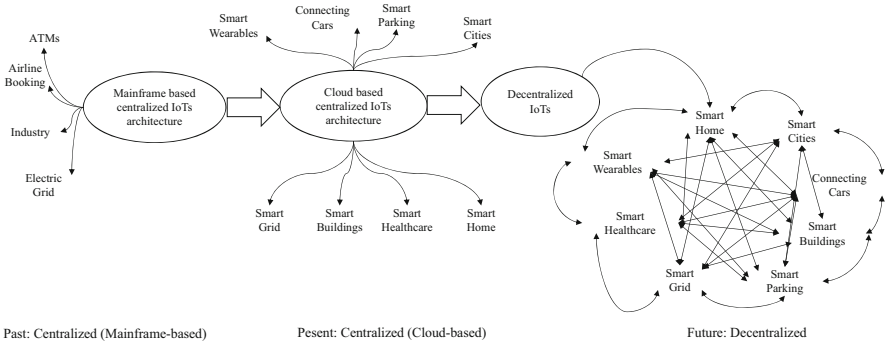 ATMs
Airline
Booking
Industry
Electric
Grid
Mainframe based
centralized IoTs
architecture
Smart
Wearables
Connecting
Cars
Smart
Parking
Smart
Cities
Cloud based
centralized IoTs
architecture
Smart
Grid
Smart
Buildings
Smart
Healthcare
Smart
Home
Decentralized
IoTs
Smart
Home
Smart
Cities
Smart
Wearables
Connecting
Cars
Smart
Healthcare
Smart
Buildings
Smart
Grid
Smart
Parking
Past: Centralized (Mainframe-based)
Pesent: Centralized (Cloud-based)
Future: Decentralized